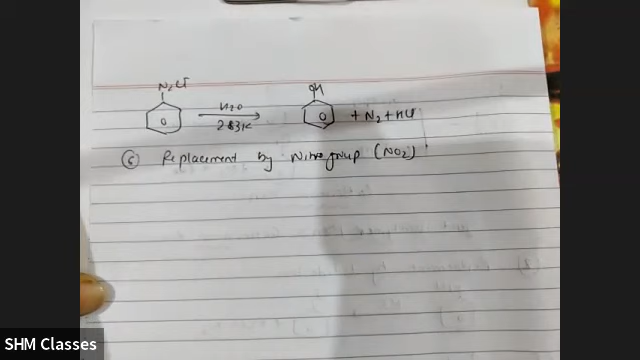 N2Cl OH
H2O
283K + N2 + HCl
⑥ Replacement by Nitro group (NO2)
SHM Classes